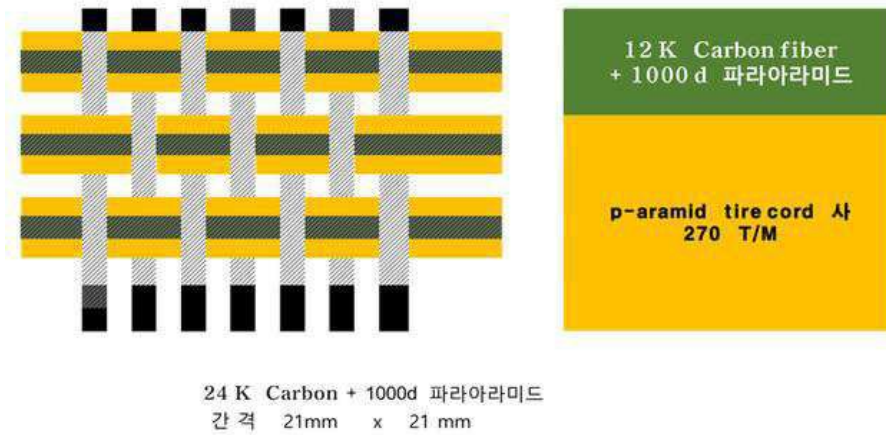 12 K Carbon fiber
+ 1000 d 파라아라미드
p-aramid tire cord 사
270 T/M
24 K Carbon + 1000d 파라아라미드
간 격 21mm x 21 mm